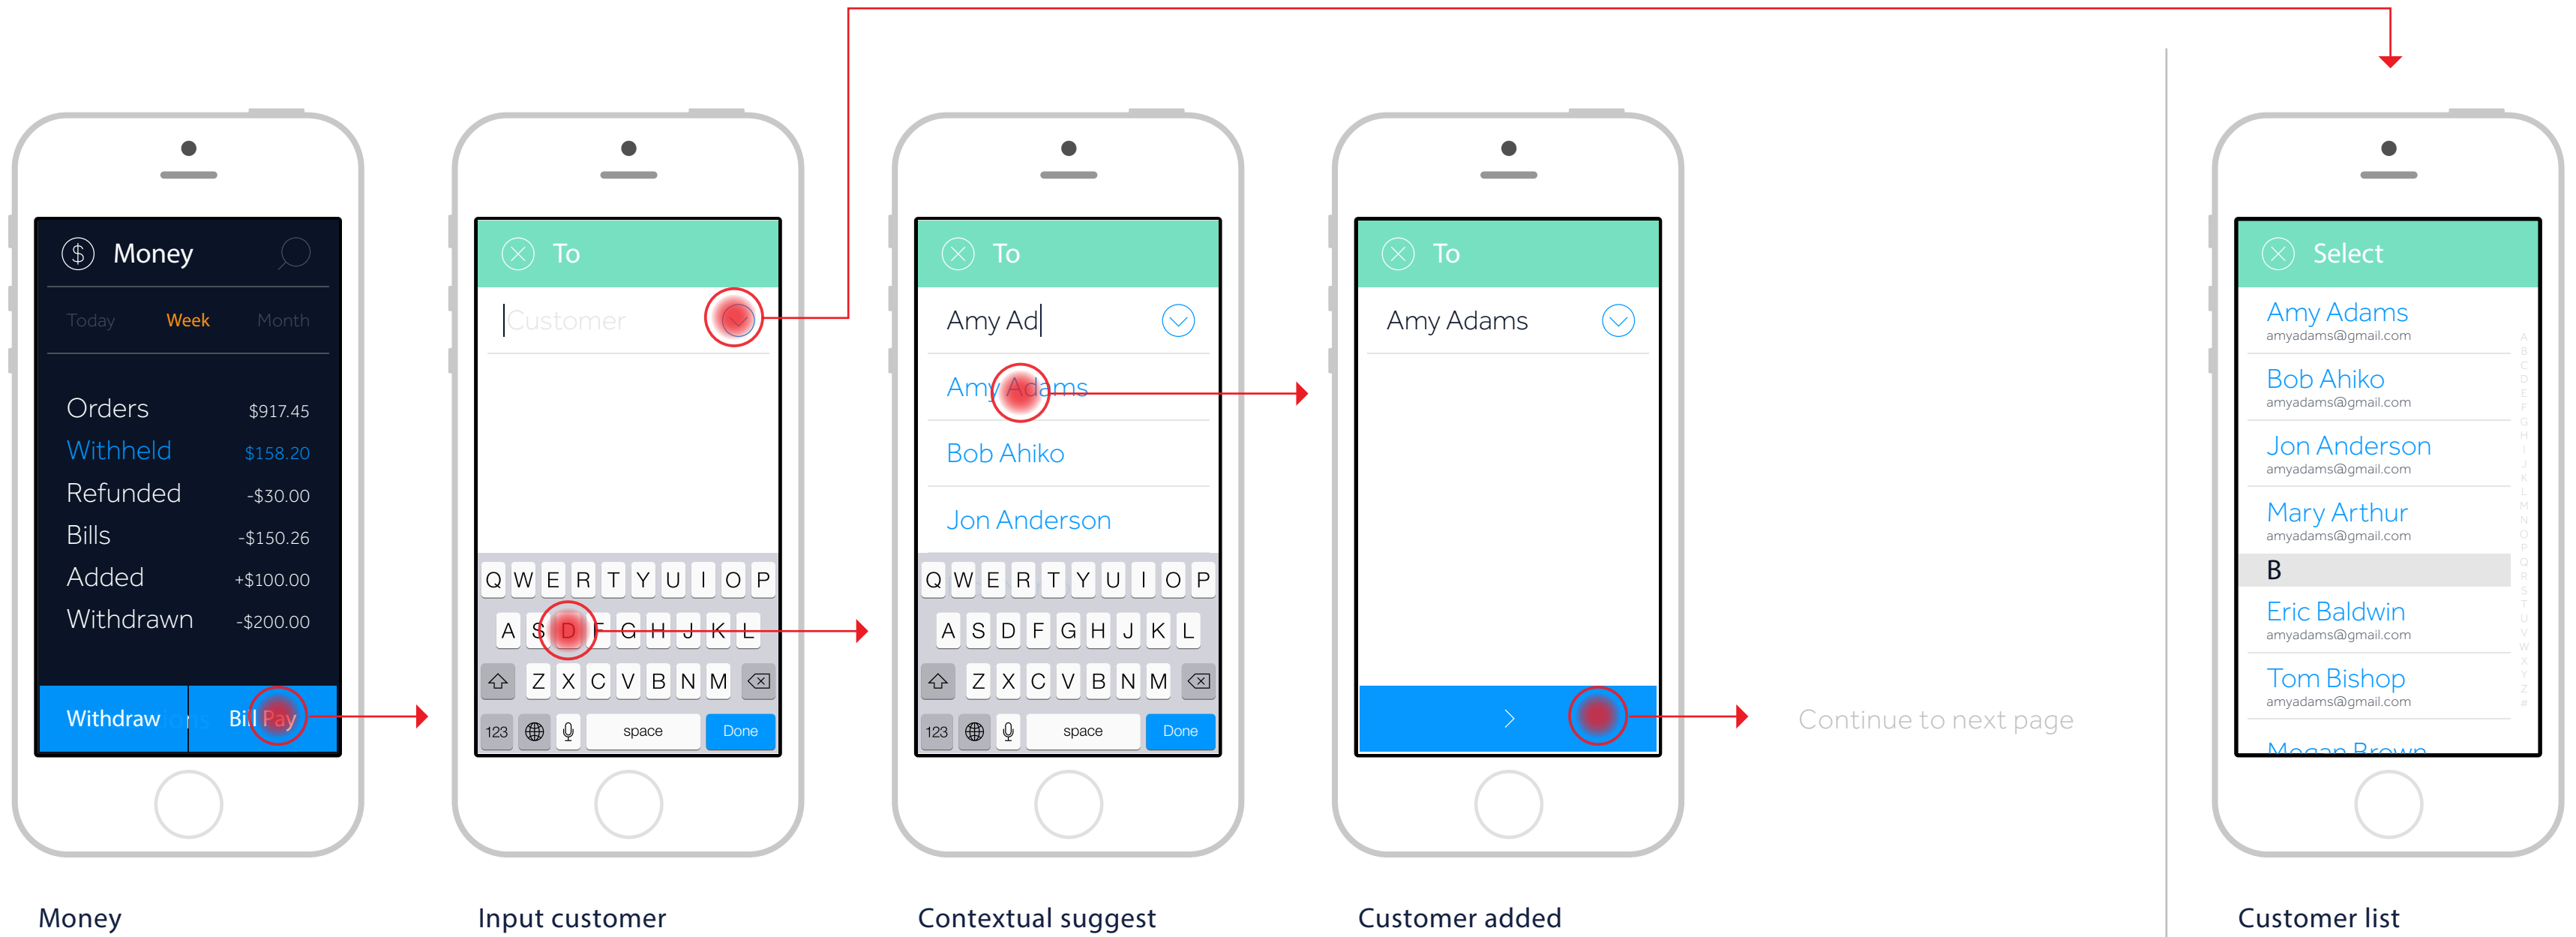 Money
Today Week Month
Orders $917.45
Withheld $158.20
Refunded -$30.00
Bills -$150.26
Added +$100.00
Withdrawn -$200.00
Withdraw Bill Pay
Money
To
Customer
Q W E R T Y U I O P
A S D F G H J K L
Z X C V B N M
123 space Done
Input customer
To
Amy Ad
Amy Adams
Bob Ahiko
Jon Anderson
Q W E R T Y U I O P
A S D F G H J K L
Z X C V B N M
123 space Done
Contextual suggest
To
Amy Adams
Customer added
Continue to next page
Select
Amy Adams
amyadams@gmail.com
Bob Ahiko
amyadams@gmail.com
Jon Anderson
amyadams@gmail.com
Mary Arthur
amyadams@gmail.com
B
Eric Baldwin
amyadams@gmail.com
Tom Bishop
amyadams@gmail.com
Megan Brown
A
B
C
D
E
F
G
H
I
J
K
L
M
N
O
P
Q
R
S
T
U
V
W
X
Y
Z
#
Customer list